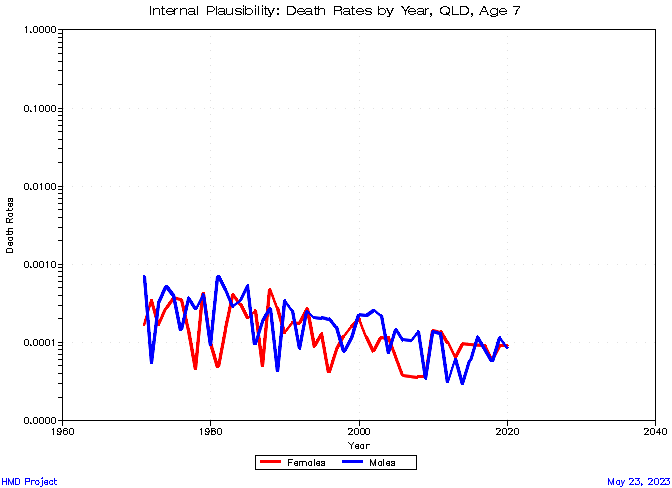 Internal Plausibility: Death Rates by Year, QLD, Age 7
1.0000
0.1000
0.0100
0.0010
0.0001
0.0000
Death Rates
1960
1980
2000
2020
2040
Year
Females
Males
HMD Project
May 23, 2023